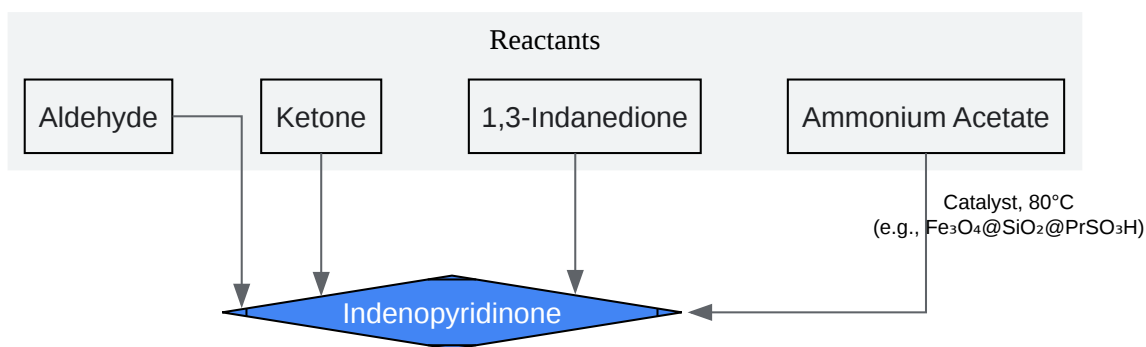 Reactants
Aldehyde
Ketone
1,3-Indanedione
Ammonium Acetate
Catalyst, 80°C
(e.g., Fe₃O₄@SiO₂@PrSO₃H)
Indenopyridinone